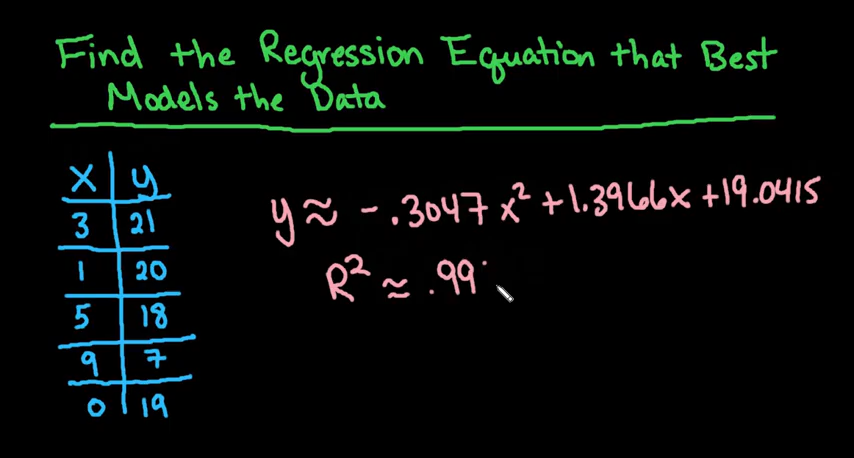 Find the Regression Equation that Best
Models the Data
x y
3 21
1 20
5 18
9 7
0 19
y ≈ -.3047x² + 1.3966x + 19.0415
R² ≈ .99